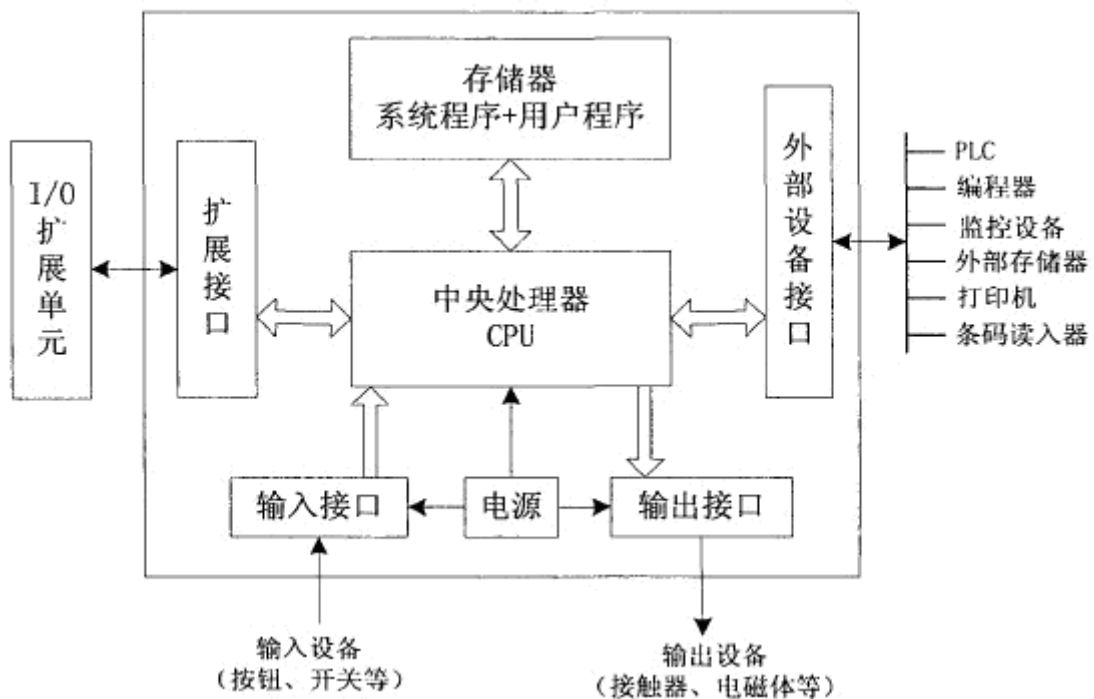 存储器
系统程序+用户程序
I/O
扩
展
单
元
扩
展
接
口
中央处理器
CPU
外
部
设
备
接
口
PLC
编程器
监控设备
外部存储器
打印机
条码读入器
输入接口
电源
输出接口
输入设备
(按钮、开关等)
输出设备
(接触器、电磁体等)